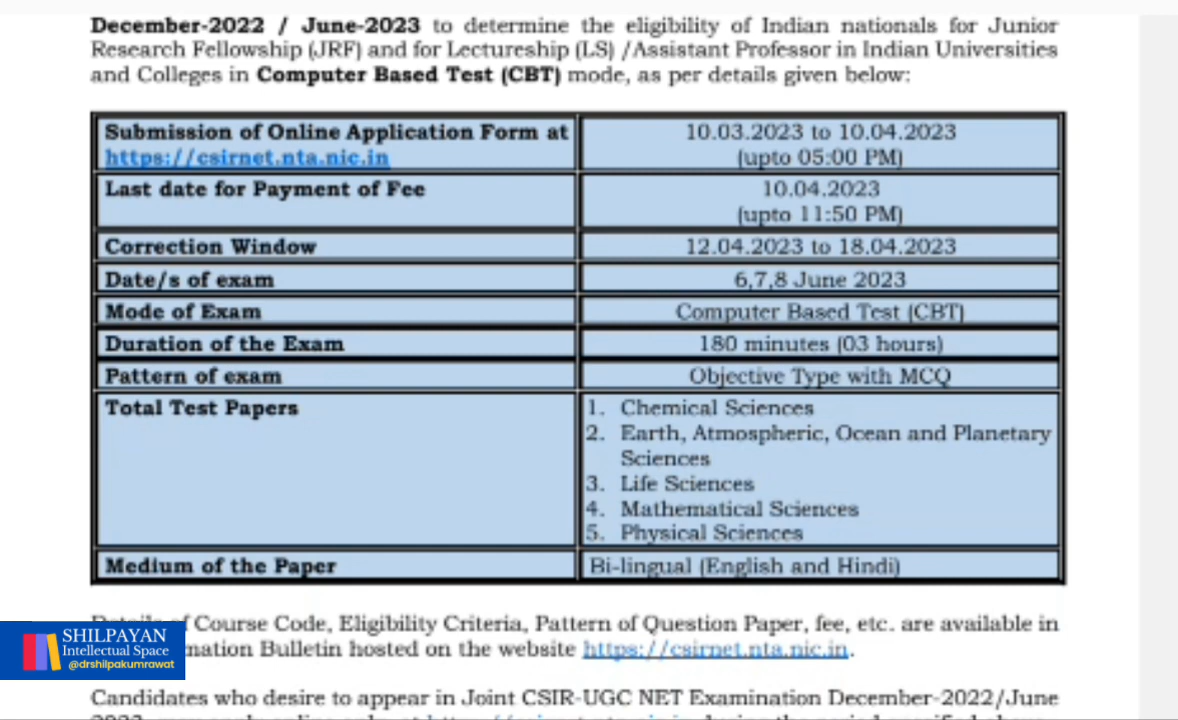 December-2022 / June-2023 to determine the eligibility of Indian nationals for Junior
Research Fellowship (JRF) and for Lectureship (LS) /Assistant Professor in Indian Universities
and Colleges in Computer Based Test (CBT) mode, as per details given below:
Submission of Online Application Form at
https://csirnet.nta.nic.in
10.03.2023 to 10.04.2023
(upto 05:00 PM)
Last date for Payment of Fee
10.04.2023
(upto 11:50 PM)
Correction Window
12.04.2023 to 18.04.2023
Date/s of exam
6,7,8 June 2023
Mode of Exam
Computer Based Test (CBT)
Duration of the Exam
180 minutes (03 hours)
Pattern of exam
Objective Type with MCQ
Total Test Papers
1. Chemical Sciences
2. Earth, Atmospheric, Ocean and Planetary
Sciences
3. Life Sciences
4. Mathematical Sciences
5. Physical Sciences
Medium of the Paper
Bi-lingual (English and Hindi)
Details of Course Code, Eligibility Criteria, Pattern of Question Paper, fee, etc. are available in
mation Bulletin hosted on the website https://csirnet.nta.nic.in.
SHILPAYAN
Intellectual Space
@drshilpakumrawat
Candidates who desire to appear in Joint CSIR-UGC NET Examination December-2022/June